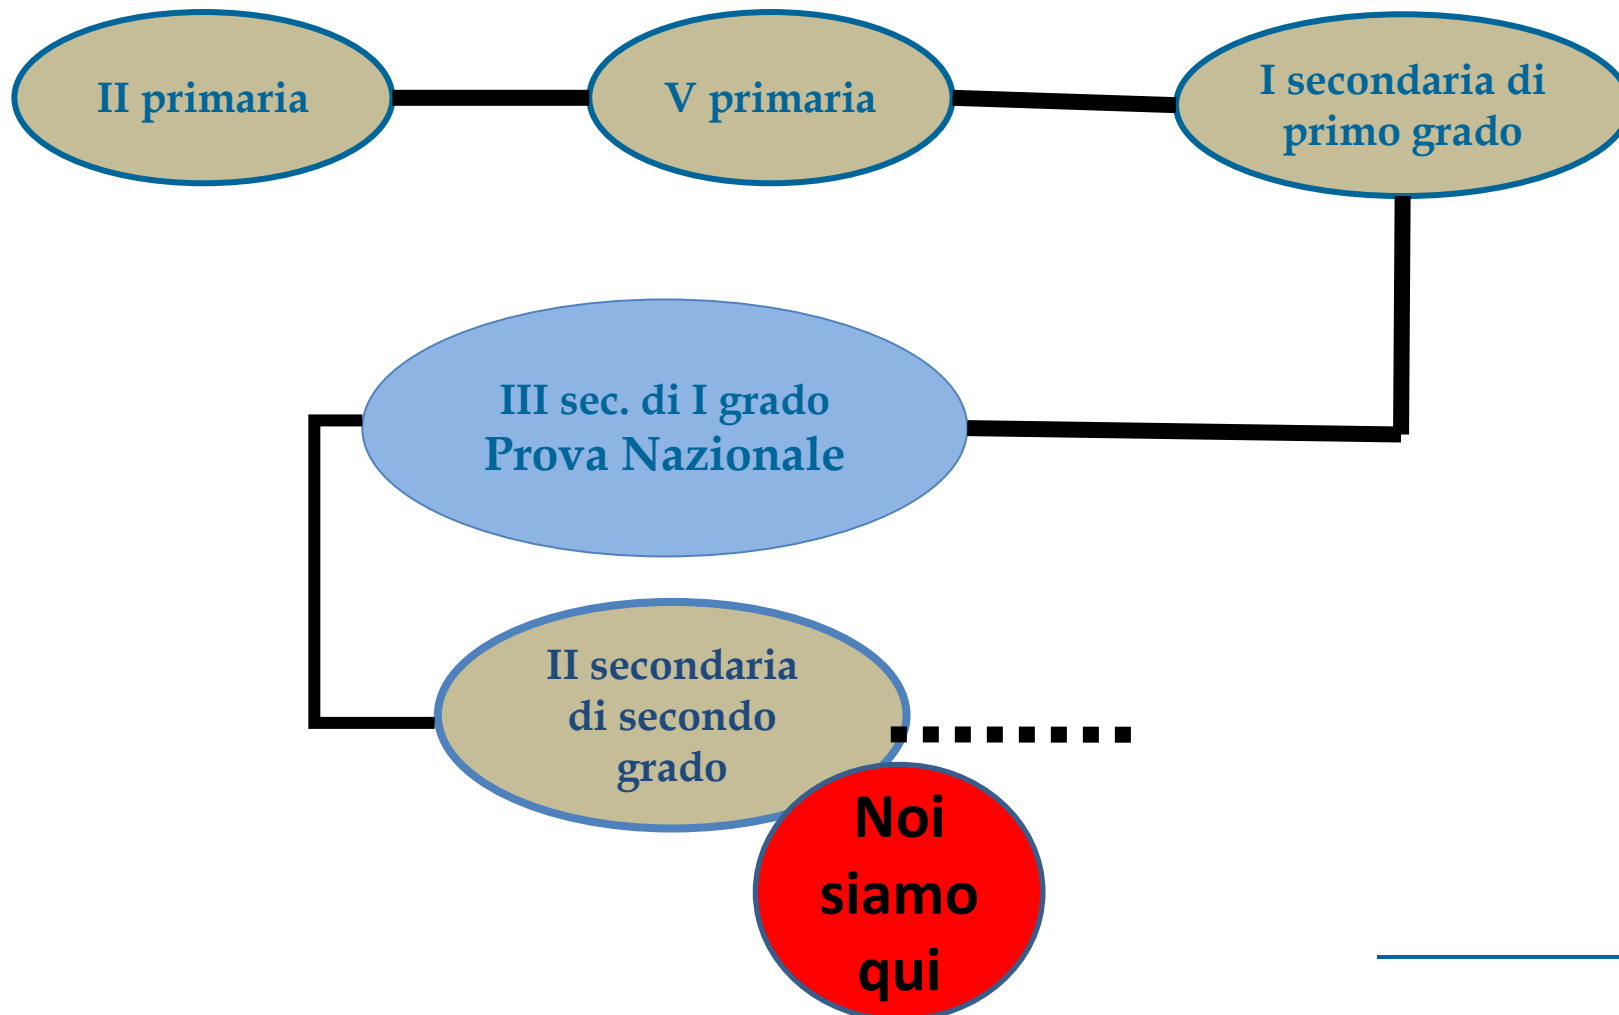 II primaria
V primaria
I secondaria di
primo grado
III sec. di I grado
Prova Nazionale
II secondaria
di secondo
grado
Noi
siamo
qui